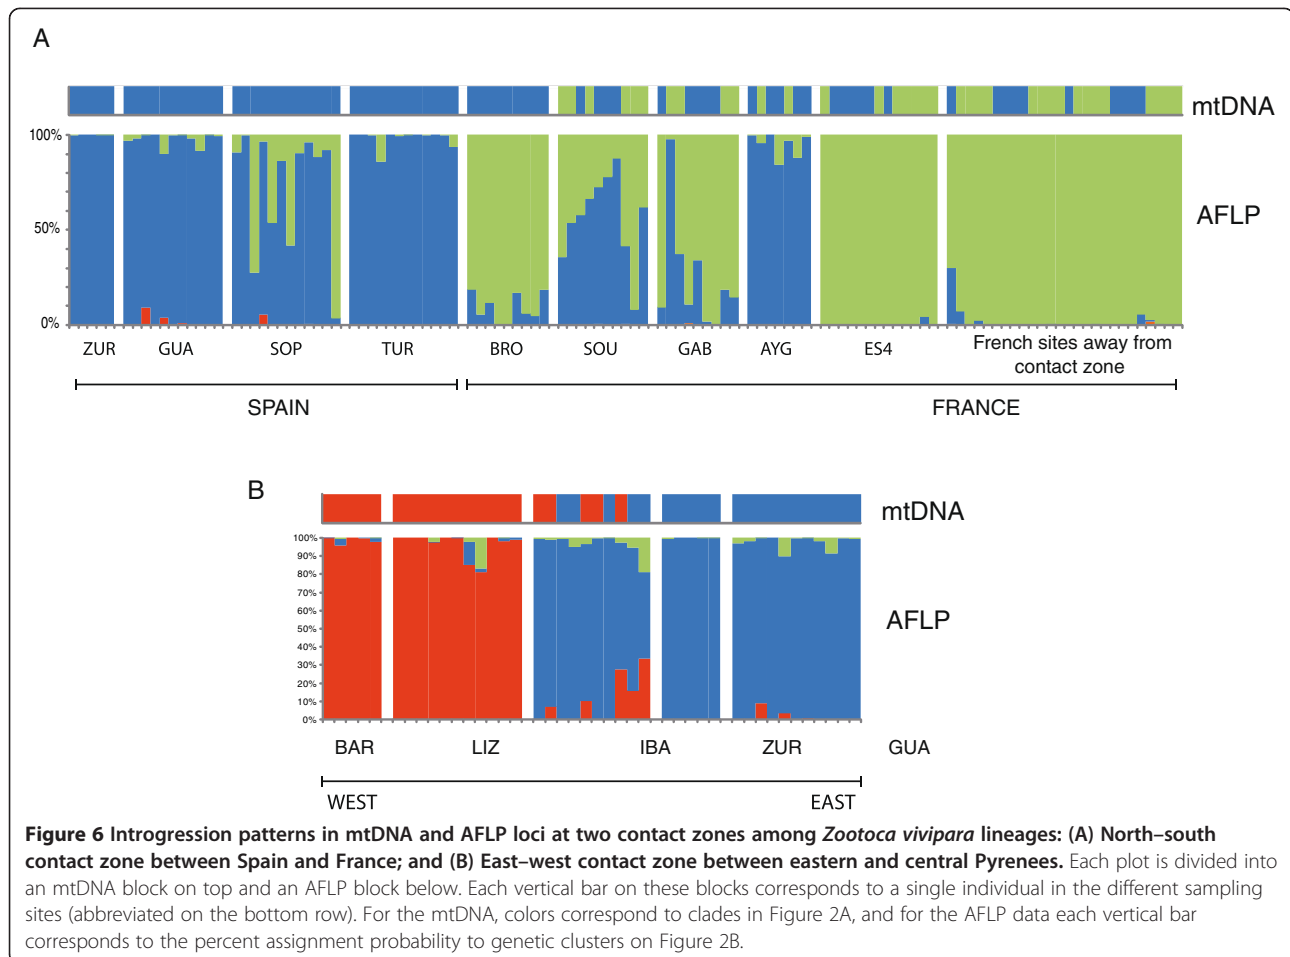 A
mtDNA
100%
AFLP
50%
0%
ZUR GUA SOP TUR BRO SOU GAB AYG ES4 French sites away from
contact zone
SPAIN FRANCE
B
mtDNA
100%
90%
80%
70%
60%
AFLP
50%
40%
30%
20%
10%
0%
BAR LIZ IBA ZUR GUA
WEST EAST
Figure 6 Introgression patterns in mtDNA and AFLP loci at two contact zones among Zootoca vivipara lineages: (A) North–south
contact zone between Spain and France; and (B) East–west contact zone between eastern and central Pyrenees. Each plot is divided into
an mtDNA block on top and an AFLP block below. Each vertical bar on these blocks corresponds to a single individual in the different sampling
sites (abbreviated on the bottom row). For the mtDNA, colors correspond to clades in Figure 2A, and for the AFLP data each vertical bar
corresponds to the percent assignment probability to genetic clusters on Figure 2B.